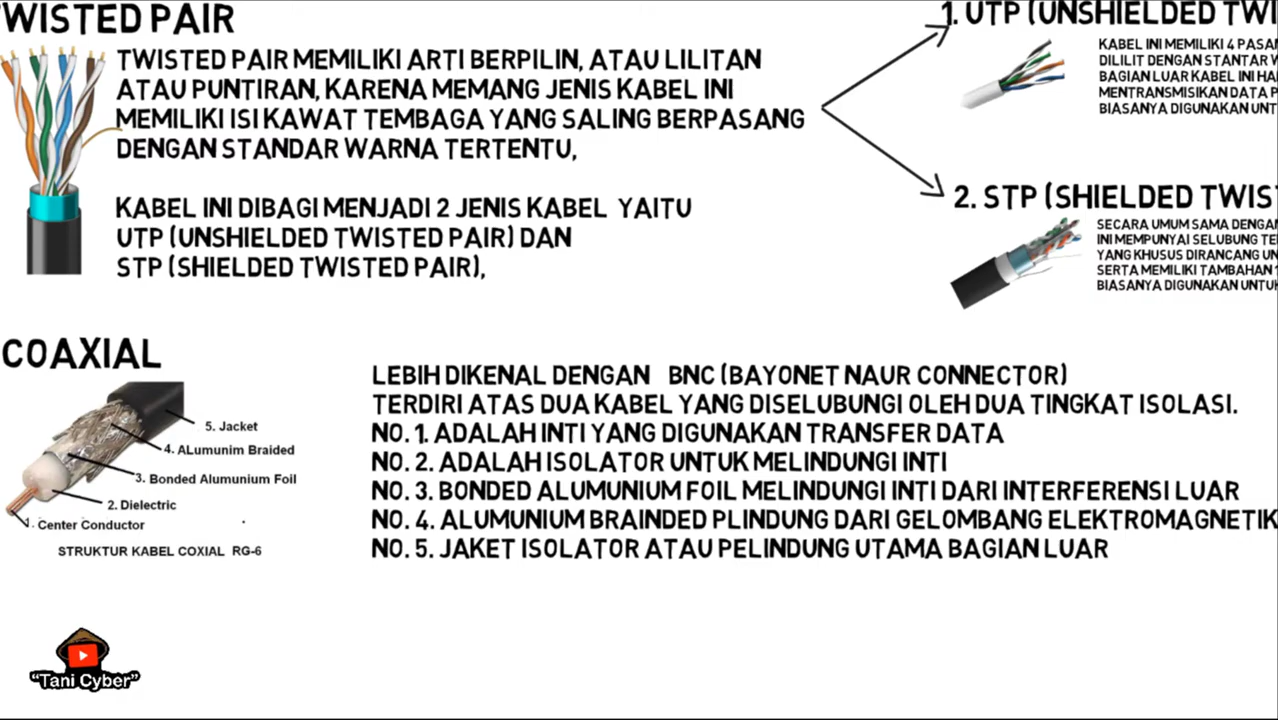 TWISTED PAIR
TWISTED PAIR MEMILIKI ARTI BERPILIN, ATAU LILITAN
ATAU PUNTIRAN, KARENA MEMANG JENIS KABEL INI
MEMILIKI ISI KAWAT TEMBAGA YANG SALING BERPASANG
DENGAN STANDAR WARNA TERTENTU,
KABEL INI DIBAGI MENJADI 2 JENIS KABEL YAITU
UTP (UNSHIELDED TWISTED PAIR) DAN
STP (SHIELDED TWISTED PAIR),
1. UTP (UNSHIELDED TWI
KABEL INI MEMILIKI 4 PASA
DILILIT DENGAN STANTAR W
BAGIAN LUAR KABEL INI HA
MENTRANSMISIKAN DATA P
BIASANYA DIGUNAKAN UNT
2. STP (SHIELDED TWIS
SECARA UMUM SAMA DENGA
INI MEMPUNYAI SELUBUNG TE
YANG KHUSUS DIRANCANG UN
SERTA MEMILIKI TAMBAHAN 1
BIASANYA DIGUNAKAN UNTU
COAXIAL
5. Jacket
4. ALumunim Braided
3. Bonded Alumunium Foil
2. Dielectric
1. Center Conductor
STRUKTUR KABEL COXIAL RG-6
LEBIH DIKENAL DENGAN BNC (BAYONET NAUR CONNECTOR)
TERDIRI ATAS DUA KABEL YANG DISELUBUNGI OLEH DUA TINGKAT ISOLASI.
NO. 1. ADALAH INTI YANG DIGUNAKAN TRANSFER DATA
NO. 2. ADALAH ISOLATOR UNTUK MELINDUNGI INTI
NO. 3. BONDED ALUMUNIUM FOIL MELINDUNGI INTI DARI INTERFERENSI LUAR
NO. 4. ALUMUNIUM BRAINDED PLINDUNG DARI GELOMBANG ELEKTROMAGNETIK
NO. 5. JAKET ISOLATOR ATAU PELINDUNG UTAMA BAGIAN LUAR
"Tani Cyber"